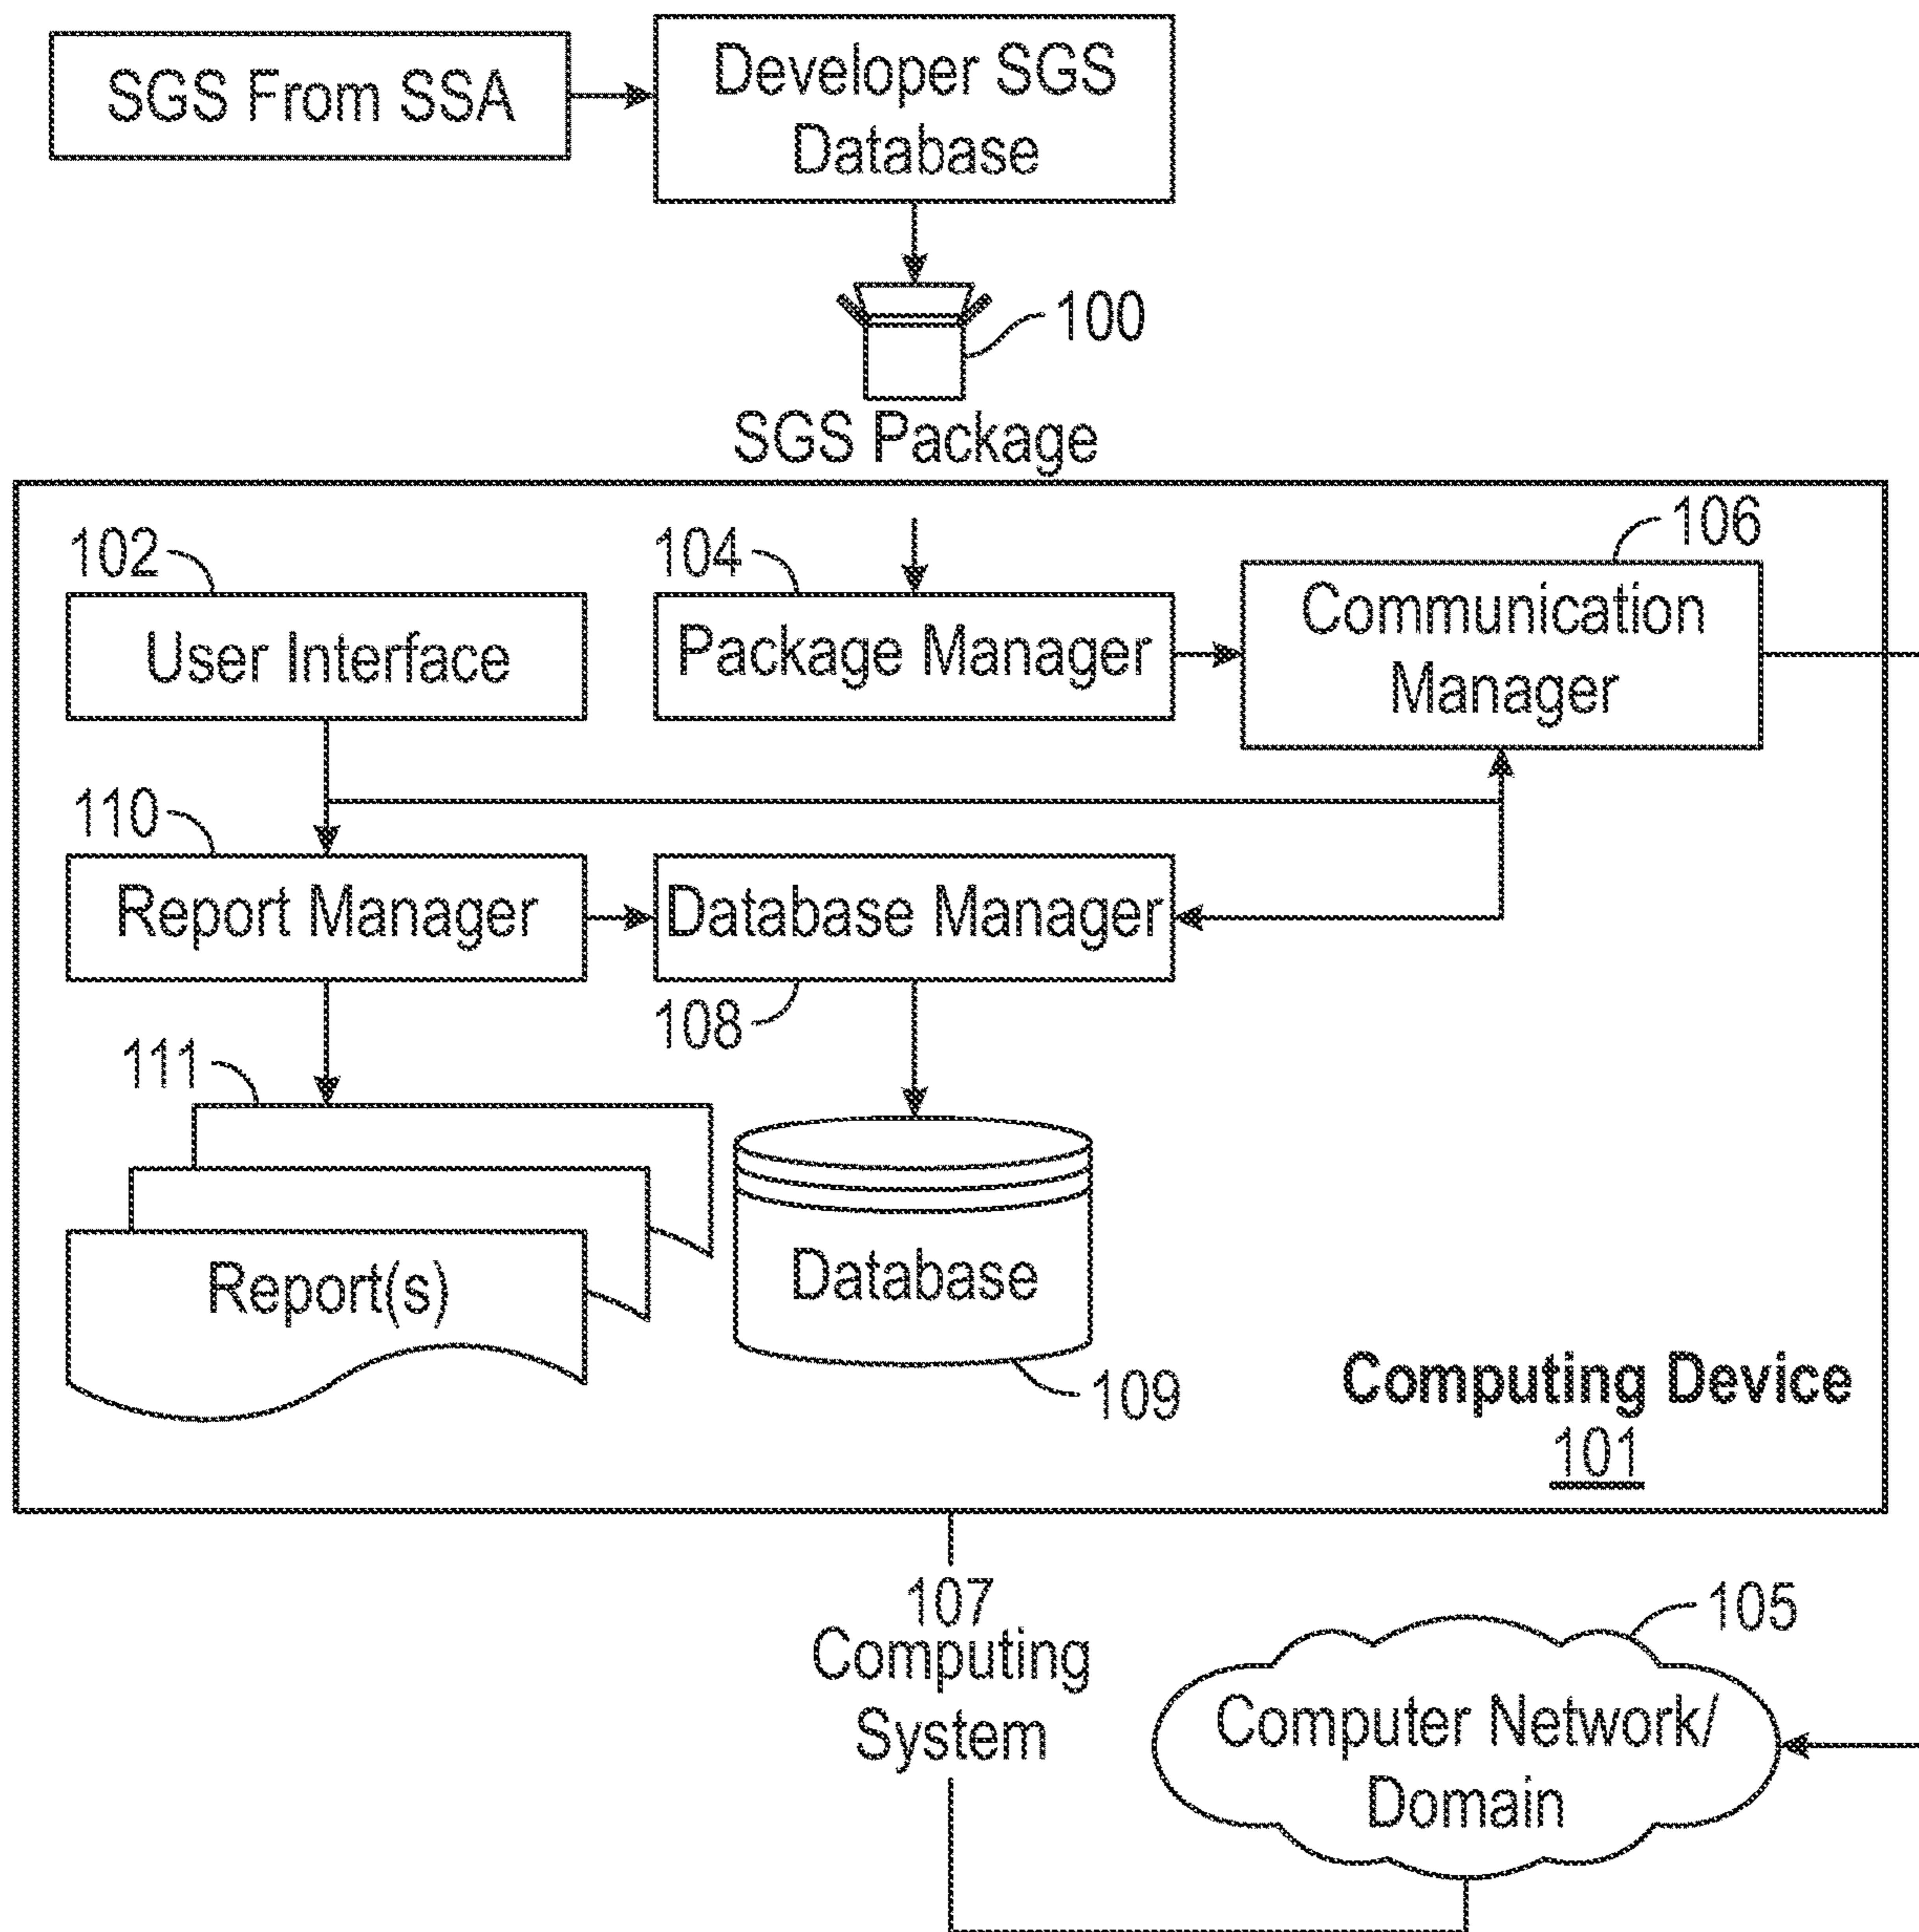 SGS From SSA
Developer SGS
Database
100
SGS Package
102
104
106
User Interface
Package Manager
Communication
Manager
110
Report Manager
Database Manager
108
111
Report(s)
Database
109
Computing Device
101
107
Computing
System
105
Computer Network/
Domain